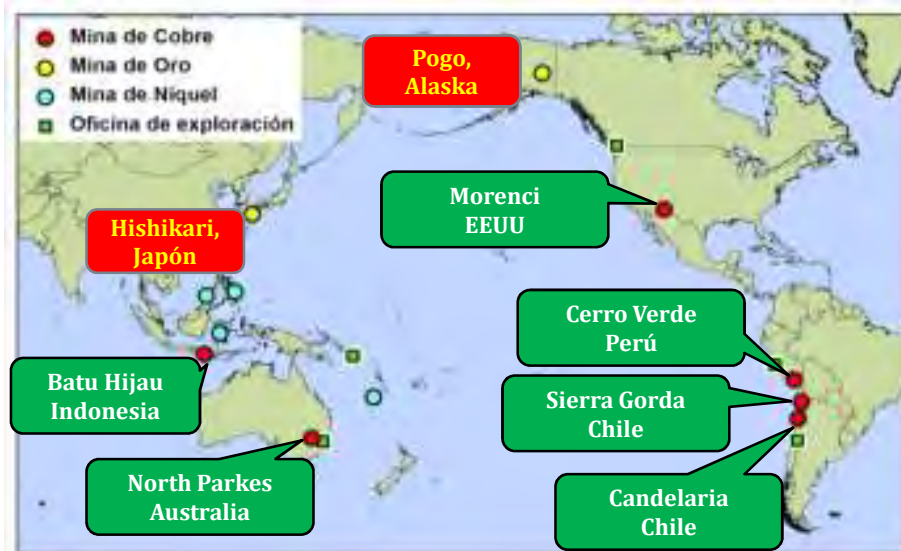 Mina de Cobre
Mina de Oro
Mina de Níquel
Oficina de exploración
Pogo,
Alaska
Morenci
EEUU
Hishikari,
Japón
Cerro Verde
Perú
Batu Hijau
Indonesia
Sierra Gorda
Chile
North Parkes
Australia
Candelaria
Chile